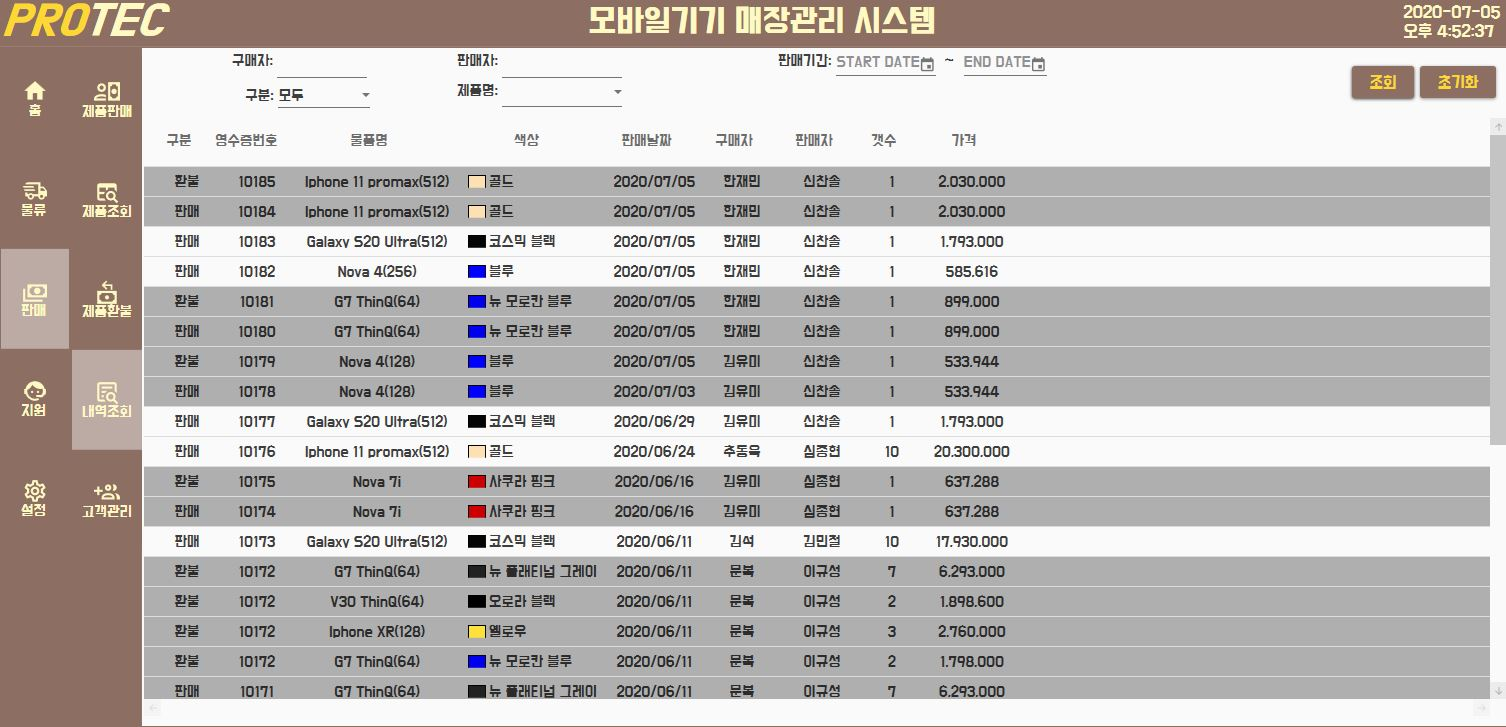 PROTEC
모바일기기 매장관리 시스템
2020-07-05
오후 4:52:37
홈
제품판매
물류
제품조회
판매
제품환불
지원
내역조회
설정
고객관리
구매자:
판매자:
판매기간: START DATE ~ END DATE
구분: 모두
제품명:
조회
초기화
구분 영수증번호 물품명 색상 판매날짜 구매자 판매자 갯수 가격
환불 10185 Iphone 11 promax(512) 골드 2020/07/05 한재민 신찬솔 1 2.030.000
판매 10184 Iphone 11 promax(512) 골드 2020/07/05 한재민 신찬솔 1 2.030.000
판매 10183 Galaxy S20 Ultra(512) 코스믹 블랙 2020/07/05 한재민 신찬솔 1 1.793.000
판매 10182 Nova 4(256) 블루 2020/07/05 한재민 신찬솔 1 585.616
환불 10181 G7 ThinQ(64) 뉴 모로칸 블루 2020/07/05 한재민 신찬솔 1 899.000
판매 10180 G7 ThinQ(64) 뉴 모로칸 블루 2020/07/05 한재민 신찬솔 1 899.000
환불 10179 Nova 4(128) 블루 2020/07/05 김유미 신찬솔 1 533.944
판매 10178 Nova 4(128) 블루 2020/07/03 김유미 신찬솔 1 533.944
판매 10177 Galaxy S20 Ultra(512) 코스믹 블랙 2020/06/29 김유미 신찬솔 1 1.793.000
판매 10176 Iphone 11 promax(512) 골드 2020/06/24 추동욱 심종협 10 20.300.000
환불 10175 Nova 7i 사쿠라 핑크 2020/06/16 김유미 심종협 1 637.288
판매 10174 Nova 7i 사쿠라 핑크 2020/06/16 김유미 심종협 1 637.288
판매 10173 Galaxy S20 Ultra(512) 코스믹 블랙 2020/06/11 김석 김민철 10 17.930.000
환불 10172 G7 ThinQ(64) 뉴 플래티넘 그레이 2020/06/11 문복 이규성 7 6.293.000
환불 10172 V30 ThinQ(64) 오로라 블랙 2020/06/11 문복 이규성 2 1.898.600
환불 10172 Iphone XR(128) 옐로우 2020/06/11 문복 이규성 3 2.760.000
환불 10172 G7 ThinQ(64) 뉴 모로칸 블루 2020/06/11 문복 이규성 2 1.798.000
판매 10171 G7 ThinQ(64) 뉴 플래티넘 그레이 2020/06/11 문복 이규성 7 6.293.000